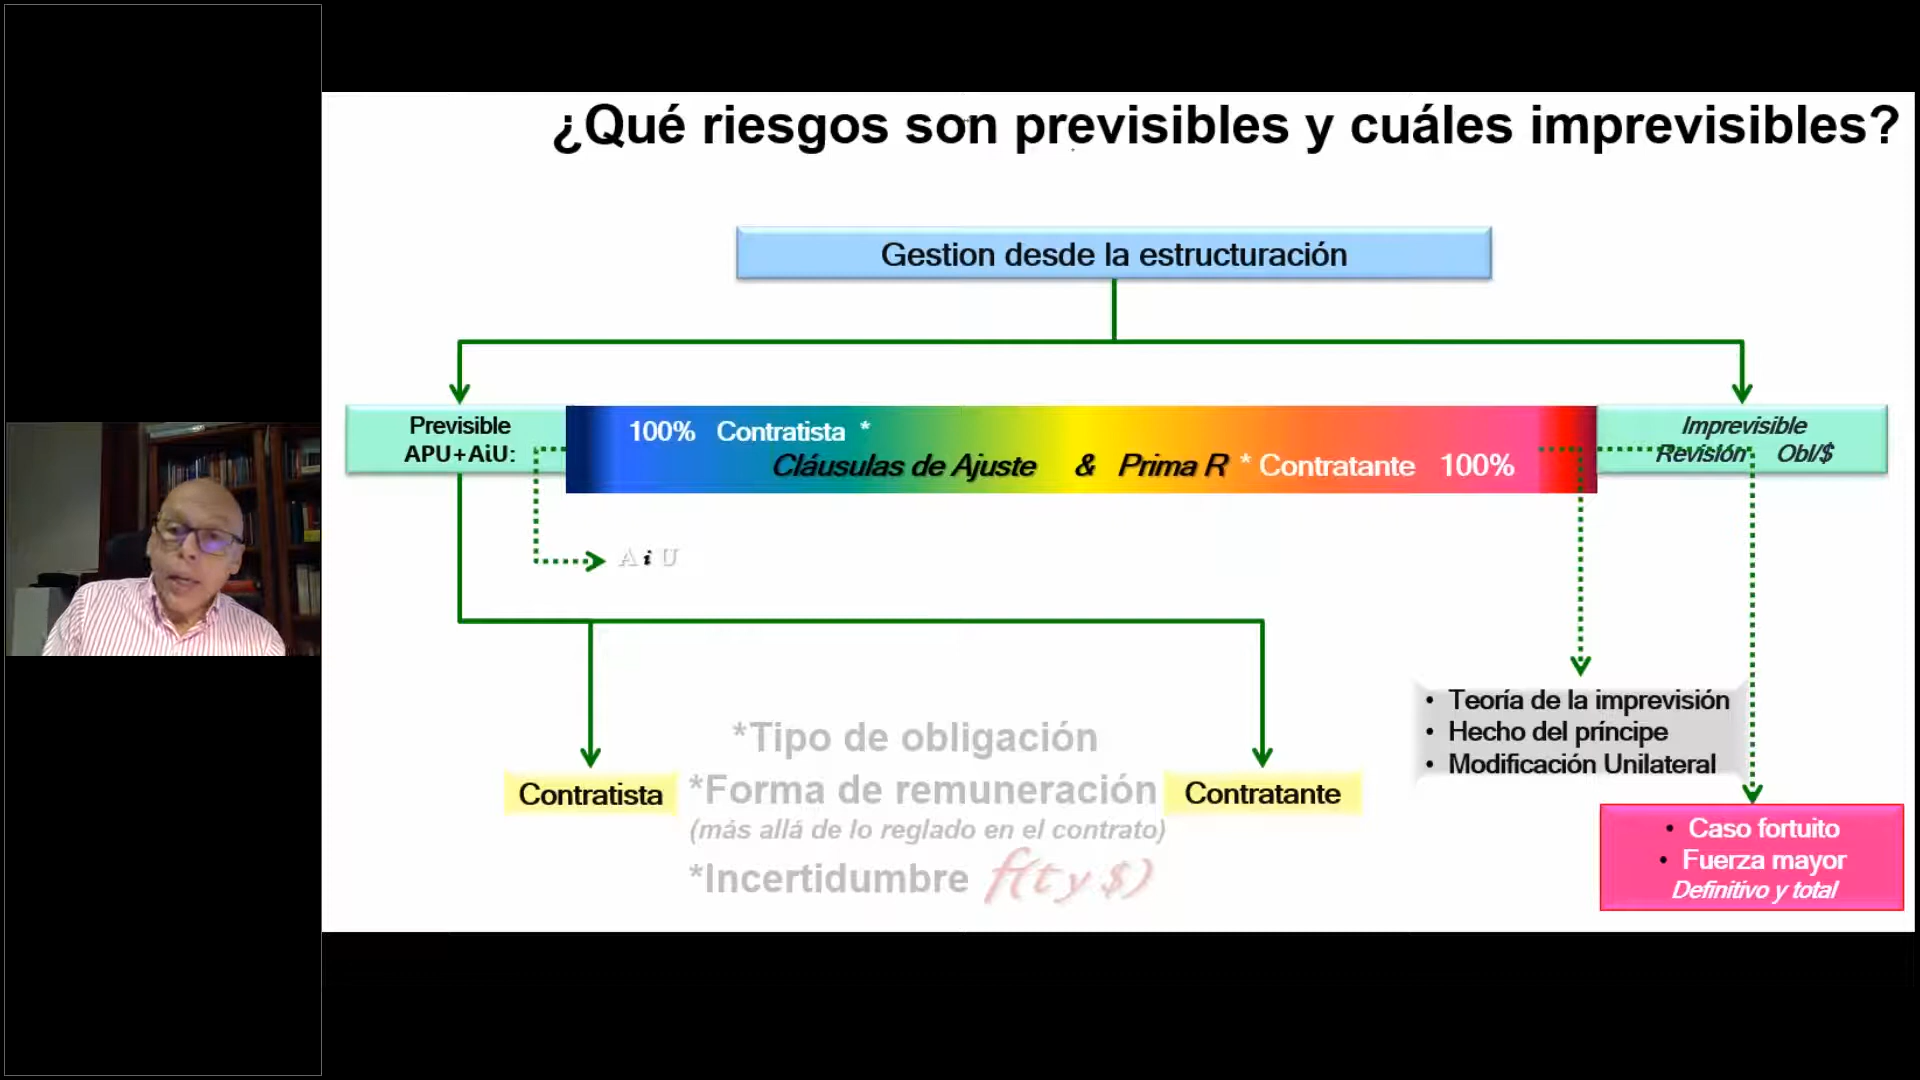 ¿Qué riesgos son previsibles y cuáles imprevisibles?
Gestion desde la estructuración
Previsible
APU+AiU:
100% Contratista *
Cláusulas de Ajuste & Prima R * Contratante 100%
Imprevisible
Revisión Obl/$
A i U
• Teoría de la imprevisión
• Hecho del príncipe
• Modificación Unilateral
*Tipo de obligación
Contratista
*Forma de remuneración
Contratante
(más allá de lo reglado en el contrato)
*Incertidumbre f(t y $)
• Caso fortuito
• Fuerza mayor
Definitivo y total